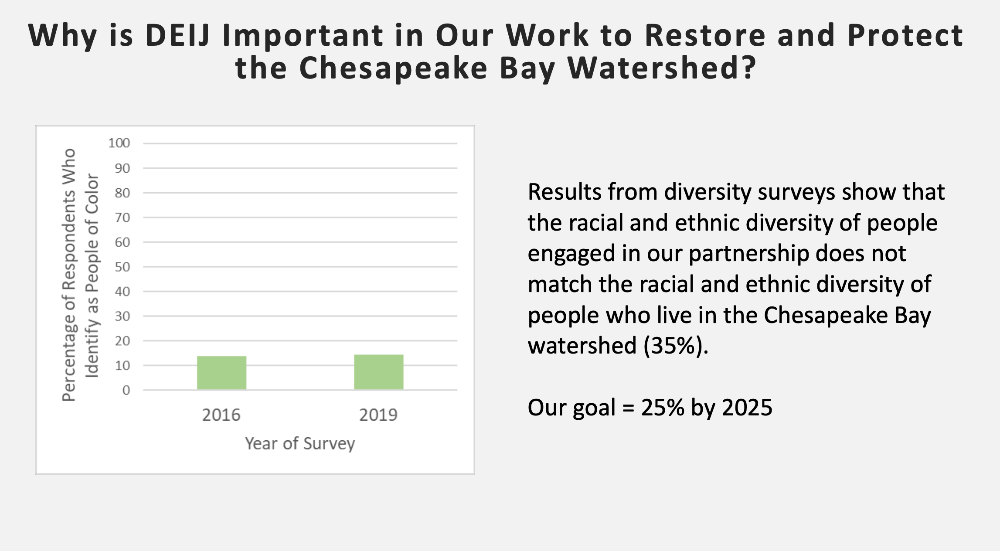 Why is DEIJ Important in Our Work to Restore and Protect
the Chesapeake Bay Watershed?
Percentage of Respondents Who
Identify as People of Color
100
90
80
70
60
50
40
30
20
10
0
2016
2019
Year of Survey
Results from diversity surveys show that
the racial and ethnic diversity of people
engaged in our partnership does not
match the racial and ethnic diversity of
people who live in the Chesapeake Bay
watershed (35%).
Our goal = 25% by 2025